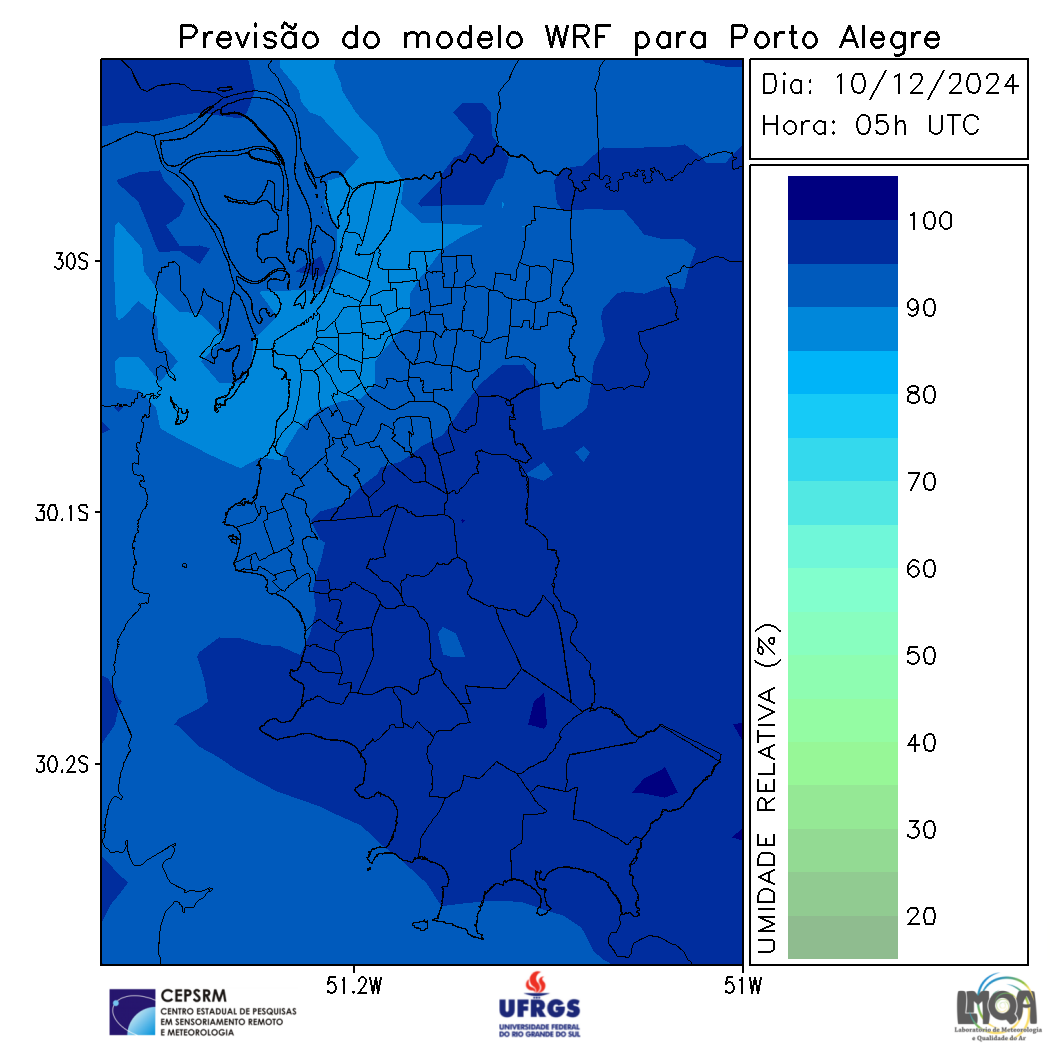 Previsão do modelo WRF para Porto Alegre
Dia: 10/12/2024
Hora: 05h UTC
30S
30.1S
30.2S
51.2W
51W
UMIDADE RELATIVA (%)
100
90
80
70
60
50
40
30
20
CEPSRM
CENTRO ESTADUAL DE PESQUISAS
EM SENSORIAMENTO REMOTO
E METEOROLOGIA
UFRGS
UNIVERSIDADE FEDERAL
DO RIO GRANDE DO SUL
LMQA
Laboratório de Meteorologia
e Qualidade do Ar